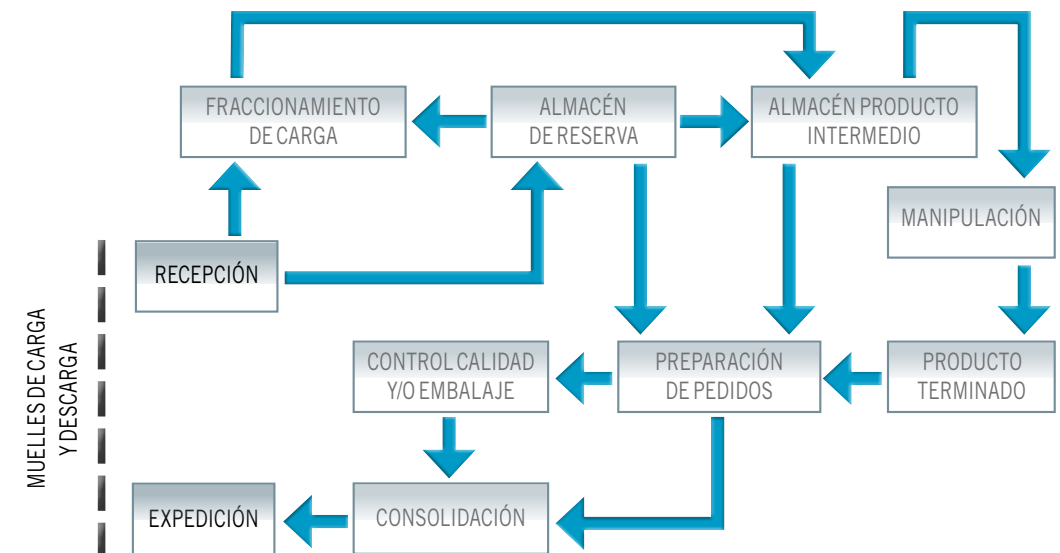 FRACCIONAMIENTO
DE CARGA
ALMACÉN
DE RESERVA
ALMACÉN PRODUCTO
INTERMEDIO
MANIPULACIÓN
RECEPCIÓN
MUELLES DE CARGA
Y DESCARGA
CONTROL CALIDAD
Y/O EMBALAJE
PREPARACIÓN
DE PEDIDOS
PRODUCTO
TERMINADO
EXPEDICIÓN
CONSOLIDACIÓN